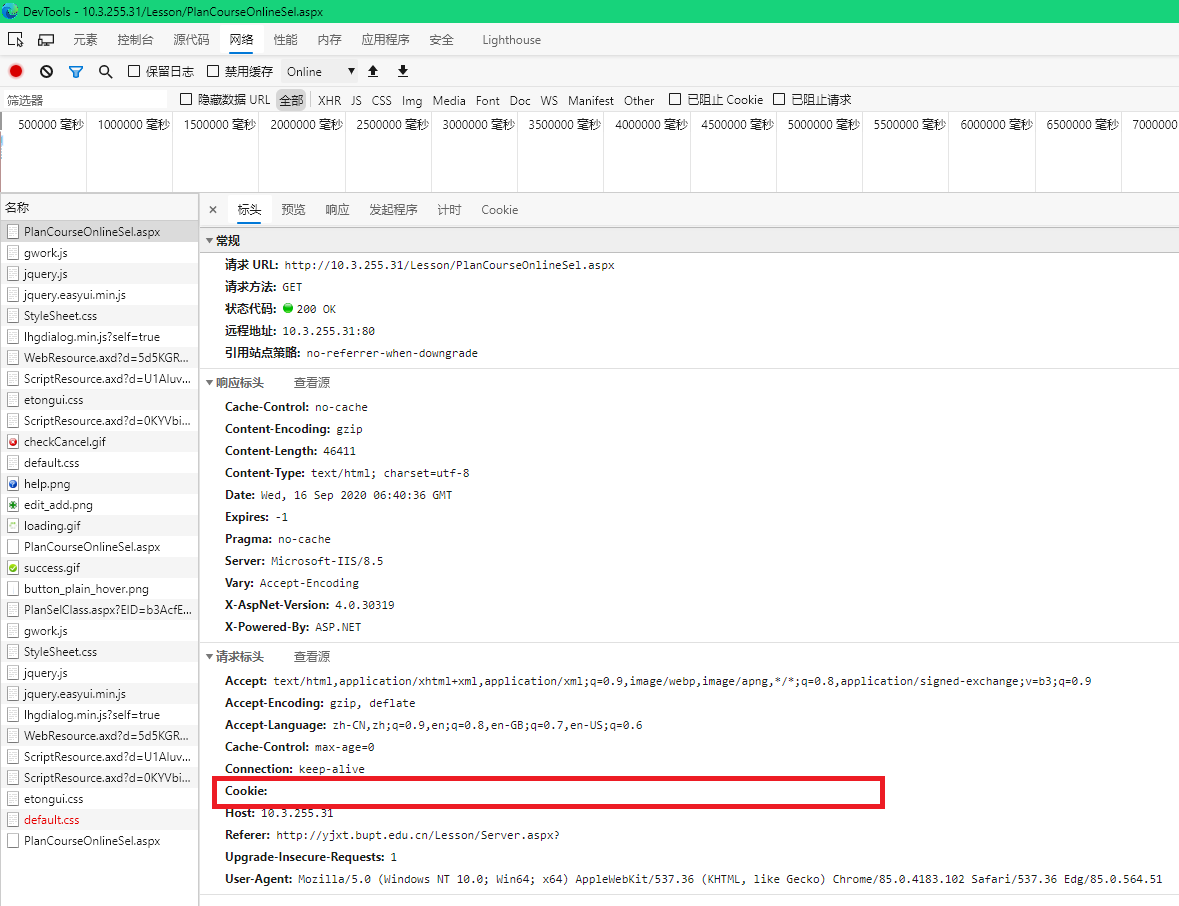 DevTools - 10.3.255.31/Lesson/PlanCourseOnlineSel.aspx
元素 控制台 源代码 网络 性能 内存 应用程序 安全 Lighthouse
保留日志 禁用缓存 Online
筛选器 隐藏数据 URL 全部 XHR JS CSS Img Media Font Doc WS Manifest Other 已阻止 Cookie 已阻止请求
500000 毫秒 1000000 毫秒 1500000 毫秒 2000000 毫秒 2500000 毫秒 3000000 毫秒 3500000 毫秒 4000000 毫秒 4500000 毫秒 5000000 毫秒 5500000 毫秒 6000000 毫秒 6500000 毫秒 7000000
名称
PlanCourseOnlineSel.aspx
gwork.js
jquery.js
jquery.easyui.min.js
StyleSheet.css
lhgdialog.min.js?self=true
WebResource.axd?d=5d5KGR...
ScriptResource.axd?d=U1Aluv...
etongui.css
ScriptResource.axd?d=0KYVbi...
checkCancel.gif
default.css
help.png
edit_add.png
loading.gif
PlanCourseOnlineSel.aspx
success.gif
button_plain_hover.png
PlanSelClass.aspx?EID=b3AcfE...
gwork.js
StyleSheet.css
jquery.js
jquery.easyui.min.js
lhgdialog.min.js?self=true
WebResource.axd?d=5d5KGR...
ScriptResource.axd?d=U1Aluv...
ScriptResource.axd?d=0KYVbi...
etongui.css
default.css
PlanCourseOnlineSel.aspx
× 标头 预览 响应 发起程序 计时 Cookie
常规
请求 URL: http://10.3.255.31/Lesson/PlanCourseOnlineSel.aspx
请求方法: GET
状态代码: 200 OK
远程地址: 10.3.255.31:80
引用站点策略: no-referrer-when-downgrade
响应标头 查看源
Cache-Control: no-cache
Content-Encoding: gzip
Content-Length: 46411
Content-Type: text/html; charset=utf-8
Date: Wed, 16 Sep 2020 06:40:36 GMT
Expires: -1
Pragma: no-cache
Server: Microsoft-IIS/8.5
Vary: Accept-Encoding
X-AspNet-Version: 4.0.30319
X-Powered-By: ASP.NET
请求标头 查看源
Accept: text/html,application/xhtml+xml,application/xml;q=0.9,image/webp,image/apng,*/*;q=0.8,application/signed-exchange;v=b3;q=0.9
Accept-Encoding: gzip, deflate
Accept-Language: zh-CN,zh;q=0.9,en;q=0.8,en-GB;q=0.7,en-US;q=0.6
Cache-Control: max-age=0
Connection: keep-alive
Cookie:
Host: 10.3.255.31
Referer: http://yjxt.bupt.edu.cn/Lesson/Server.aspx?
Upgrade-Insecure-Requests: 1
User-Agent: Mozilla/5.0 (Windows NT 10.0; Win64; x64) AppleWebKit/537.36 (KHTML, like Gecko) Chrome/85.0.4183.102 Safari/537.36 Edg/85.0.564.51